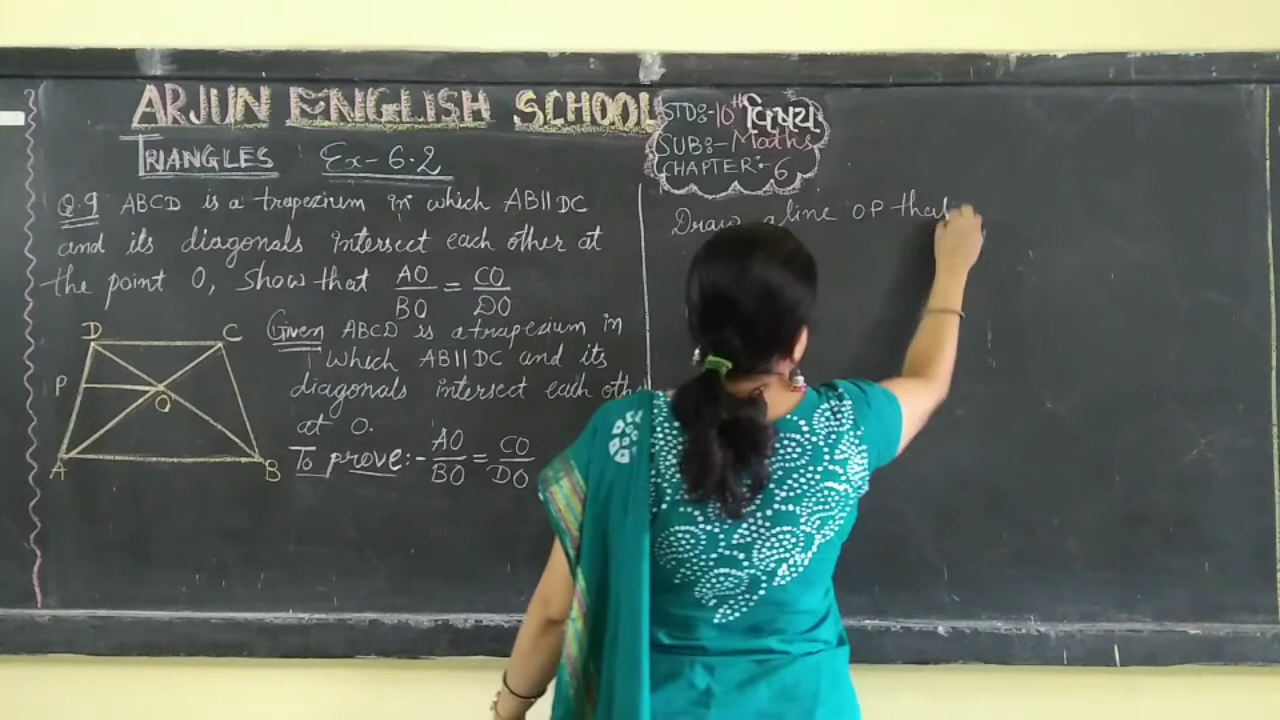 ARJUN ENGLISH SCHOOL
STD:-10th विषय
SUB:-Maths
CHAPTER:-6
TRIANGLES Ex-6.2
Q.9 ABCD is a trapezium in which AB||DC
and its diagonals intersect each other at
the point O, Show that AO/BO = CO/DO
D C
P
O
A B
Given ABCD is a trapezium in
which AB||DC and its
diagonals intersect each
at O.
To prove:- AO/BO = CO/DO
Draw a line OP that